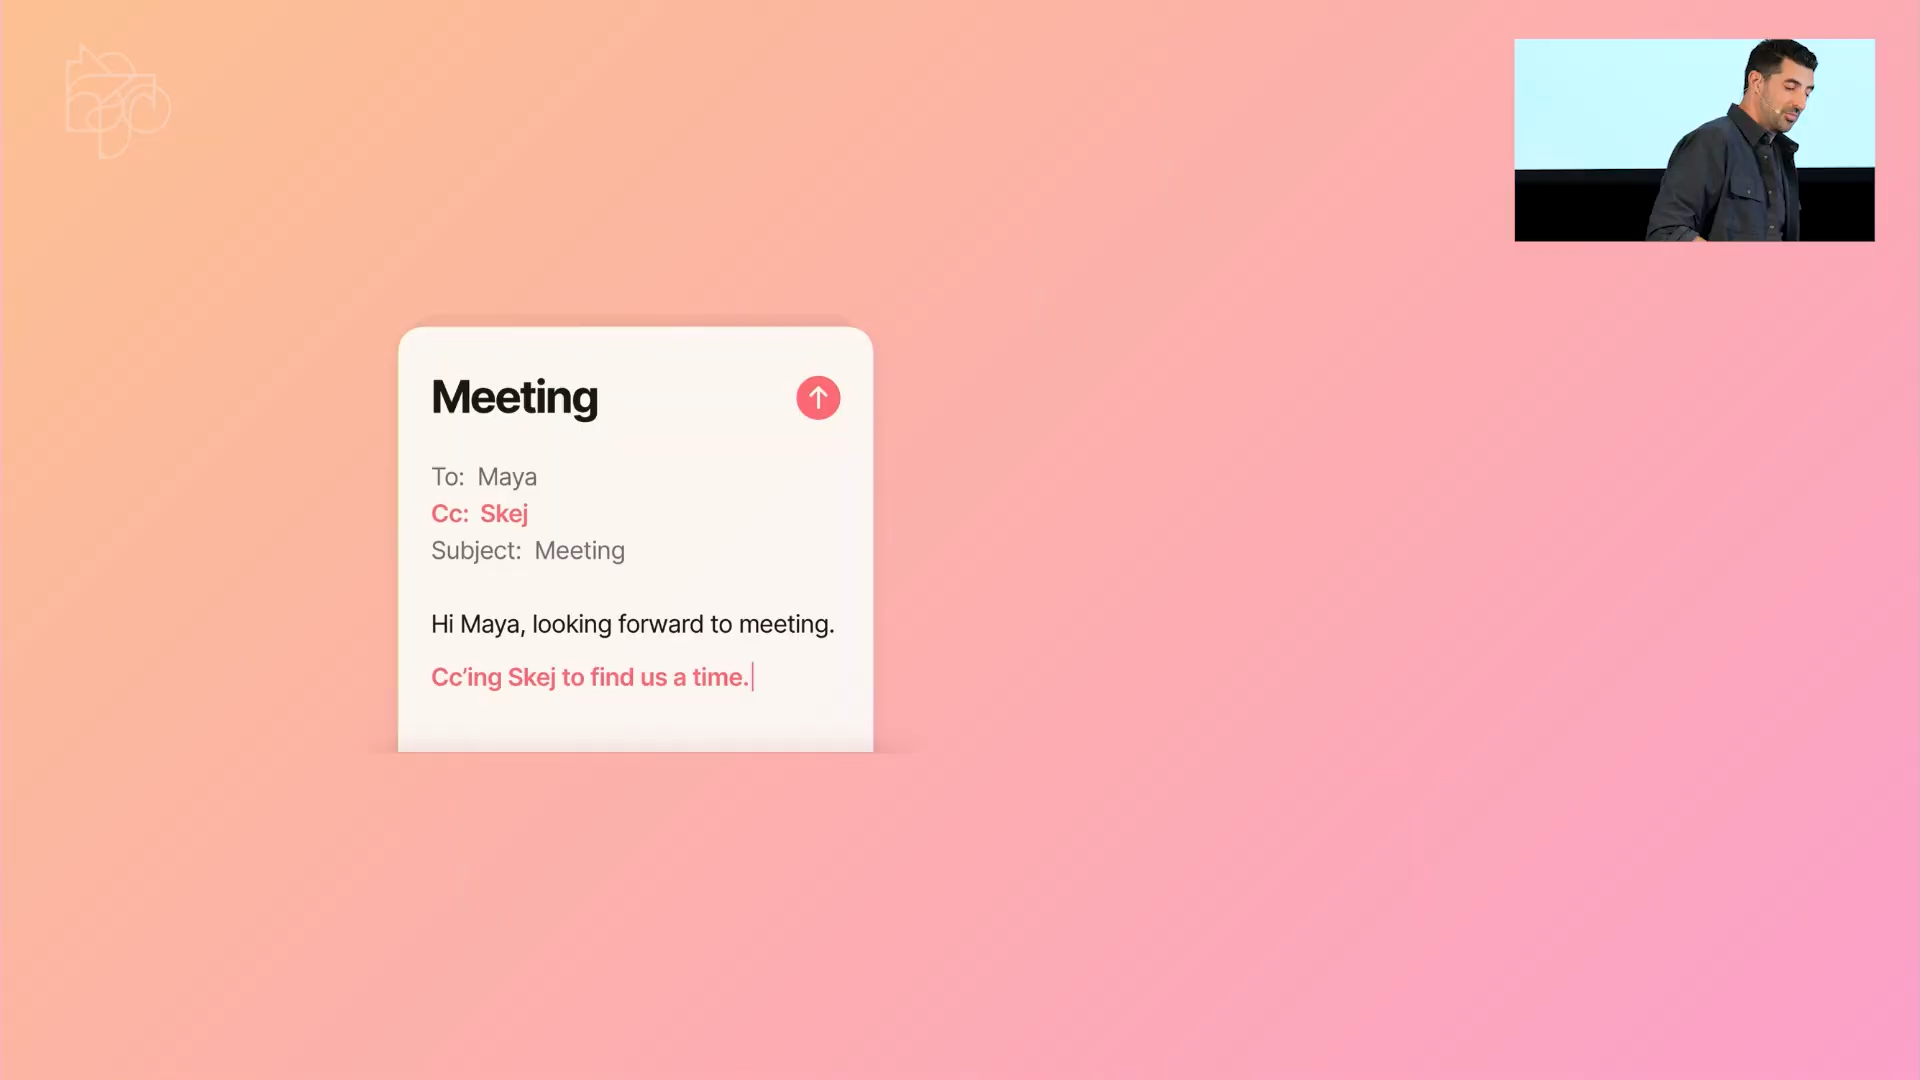 Meeting
To: Maya
Cc: Skej
Subject: Meeting
Hi Maya, looking forward to meeting.
Cc’ing Skej to find us a time.